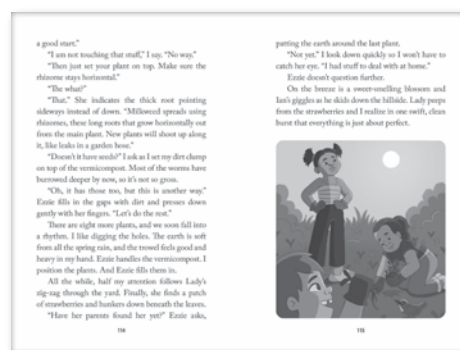 a good start."
"I am not touching that stuff," I say. "No way."
"Then just set your plant on top. Make sure the
rhizome stays horizontal."
"The what?"
"That." She indicates the thick root pointing
sideways instead of down. "Milkweed spreads using
rhizomes, these long roots that grow horizontally out
from the main plant. New plants will shoot up along
it, like leaks in a garden hose."
"Doesn't it have seeds?" I ask as I set my dirt clump
on top of the vermicompost. Most of the worms have
burrowed deeper by now, so it's not so gross.
"Oh, it has those too, but this is another way."
Ezzie fills in the gaps with dirt and presses down
gently with her fingers. "Let's do the rest."
There are eight more plants, and we soon fall into
a rhythm. I like digging the holes. The earth is soft
from all the spring rain, and the trowel feels good and
heavy in my hand. Ezzie handles the vermicompost. I
position the plants. And Ezzie fills them in.
All the while, half my attention follows Lady's
zig-zag through the yard. Finally, she finds a patch
of strawberries and hunkers down beneath the leaves.
"Have her parents found her yet?" Ezzie asks,
114
patting the earth around the last plant.
"Not yet." I look down quickly so I won't have to
catch her eye. "I had stuff to deal with at home."
Ezzie doesn't question further.
On the breeze is a sweet-smelling blossom and
Ian's giggles as he skids down the hillside. Lady peeps
from the strawberries and I realize in one swift, clean
burst that everything is just about perfect.
115